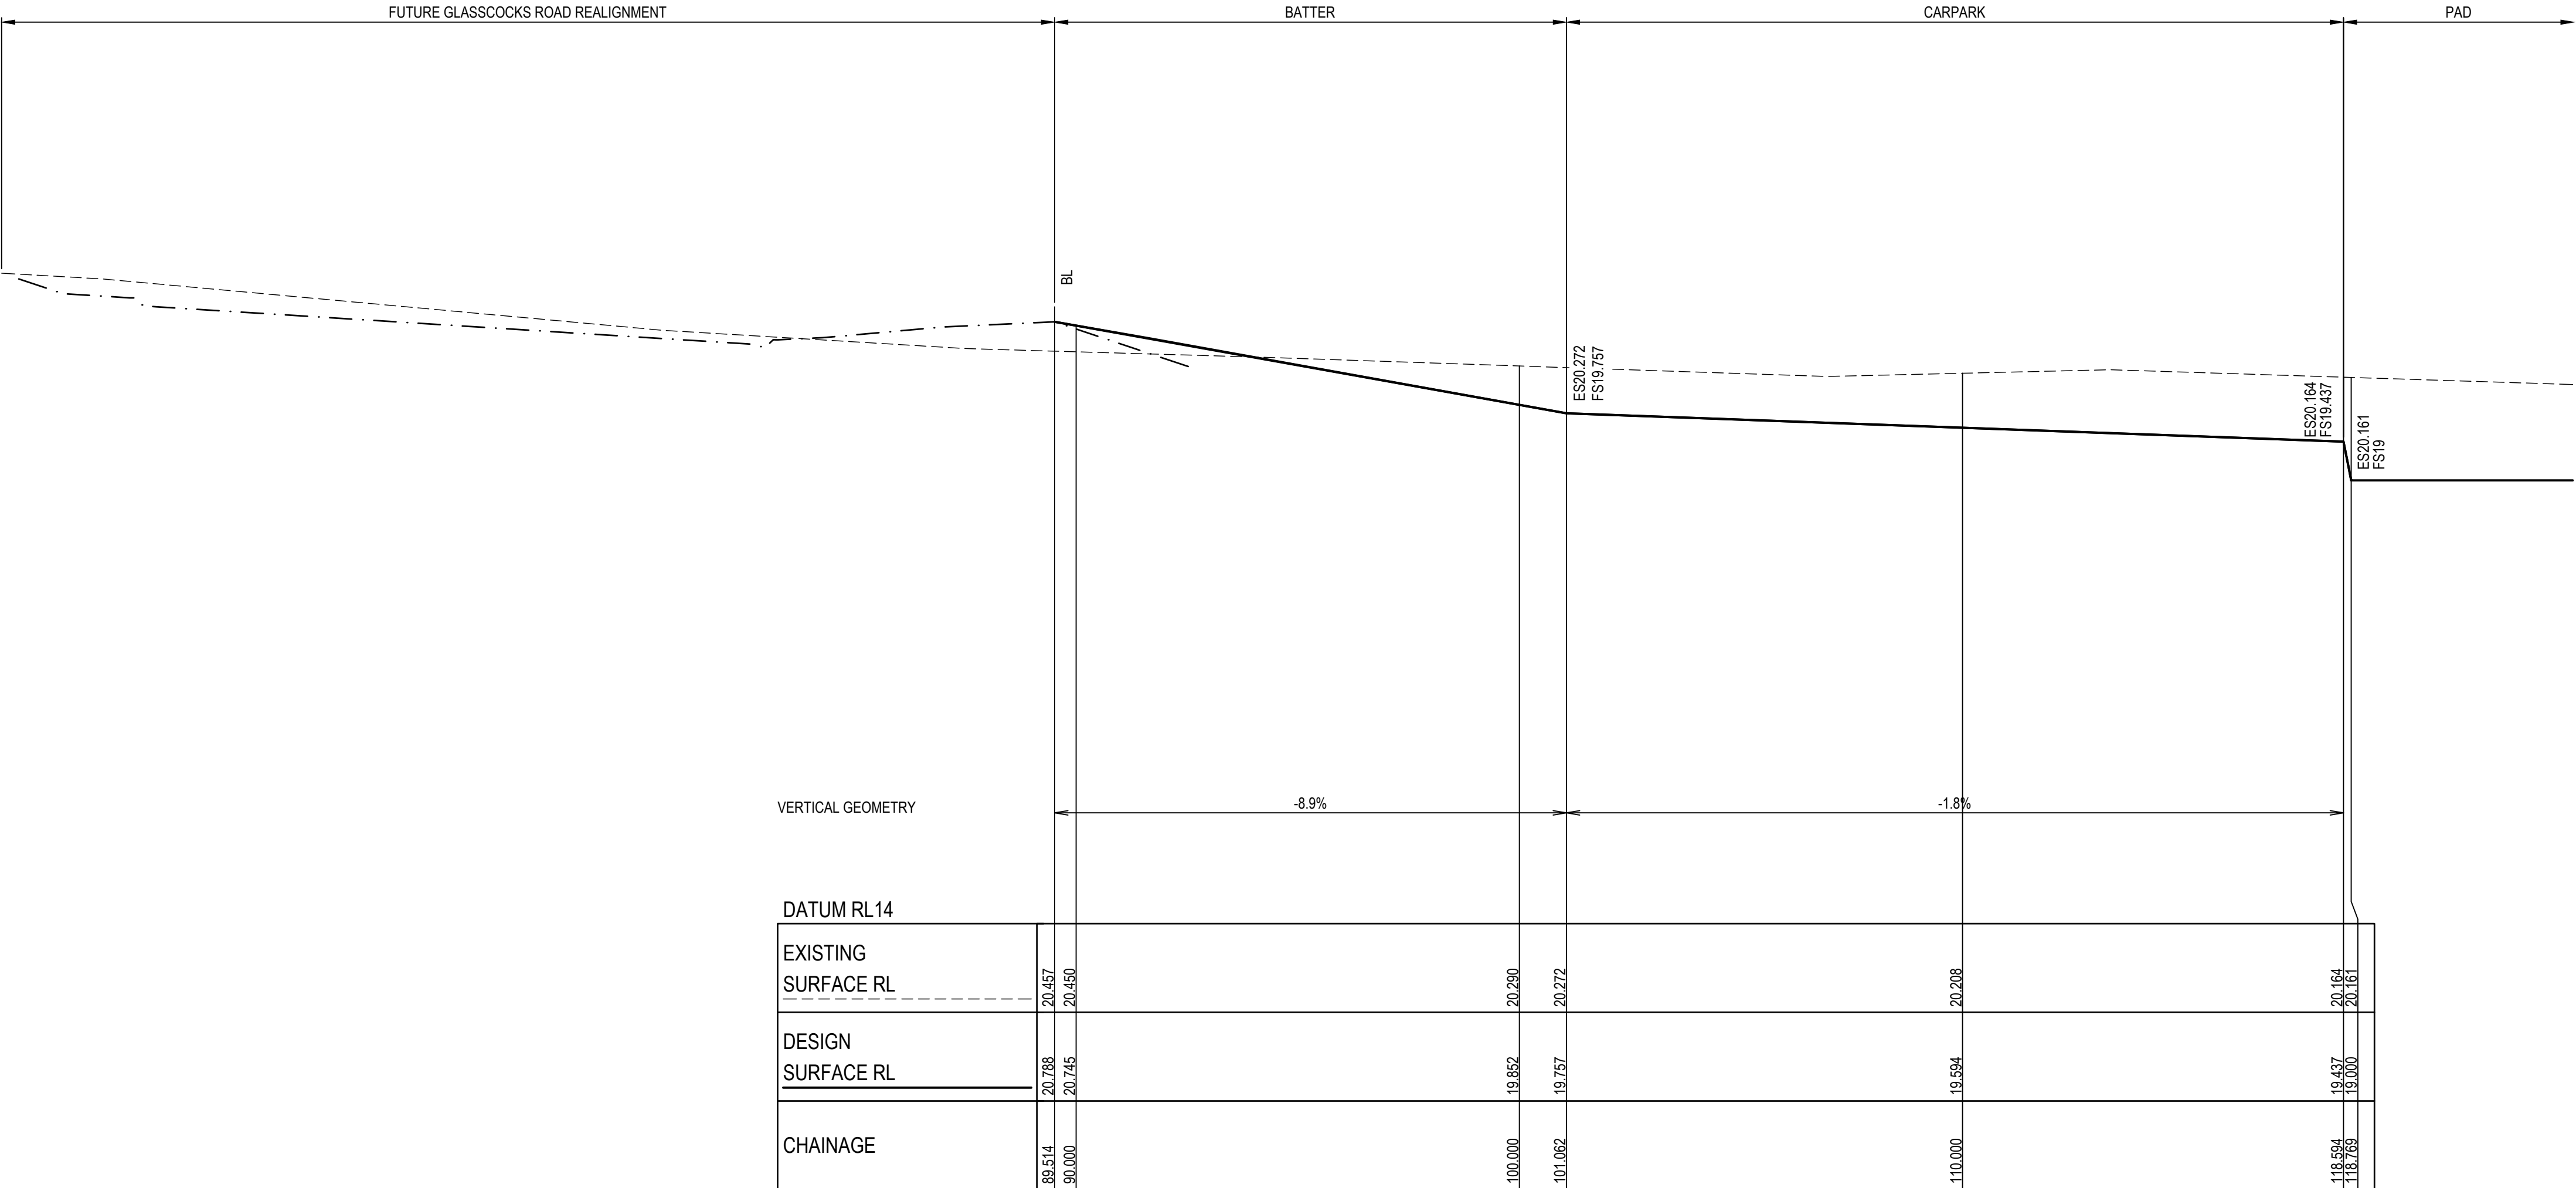 FUTURE GLASSCOCKS ROAD REALIGNMENT
BATTER
CARPARK
PAD
BL
ES20.272
FS19.757
ES20.164
FS19.437
ES20.161
FS19
VERTICAL GEOMETRY
-8.9%
-1.8%
DATUM RL14
EXISTING
SURFACE RL
20.457
20.450
20.290
20.272
20.208
20.164
20.161
DESIGN
SURFACE RL
20.788
20.745
19.852
19.757
19.594
19.437
19.000
CHAINAGE
89.514
90.000
100.000
101.062
110.000
118.594
118.769